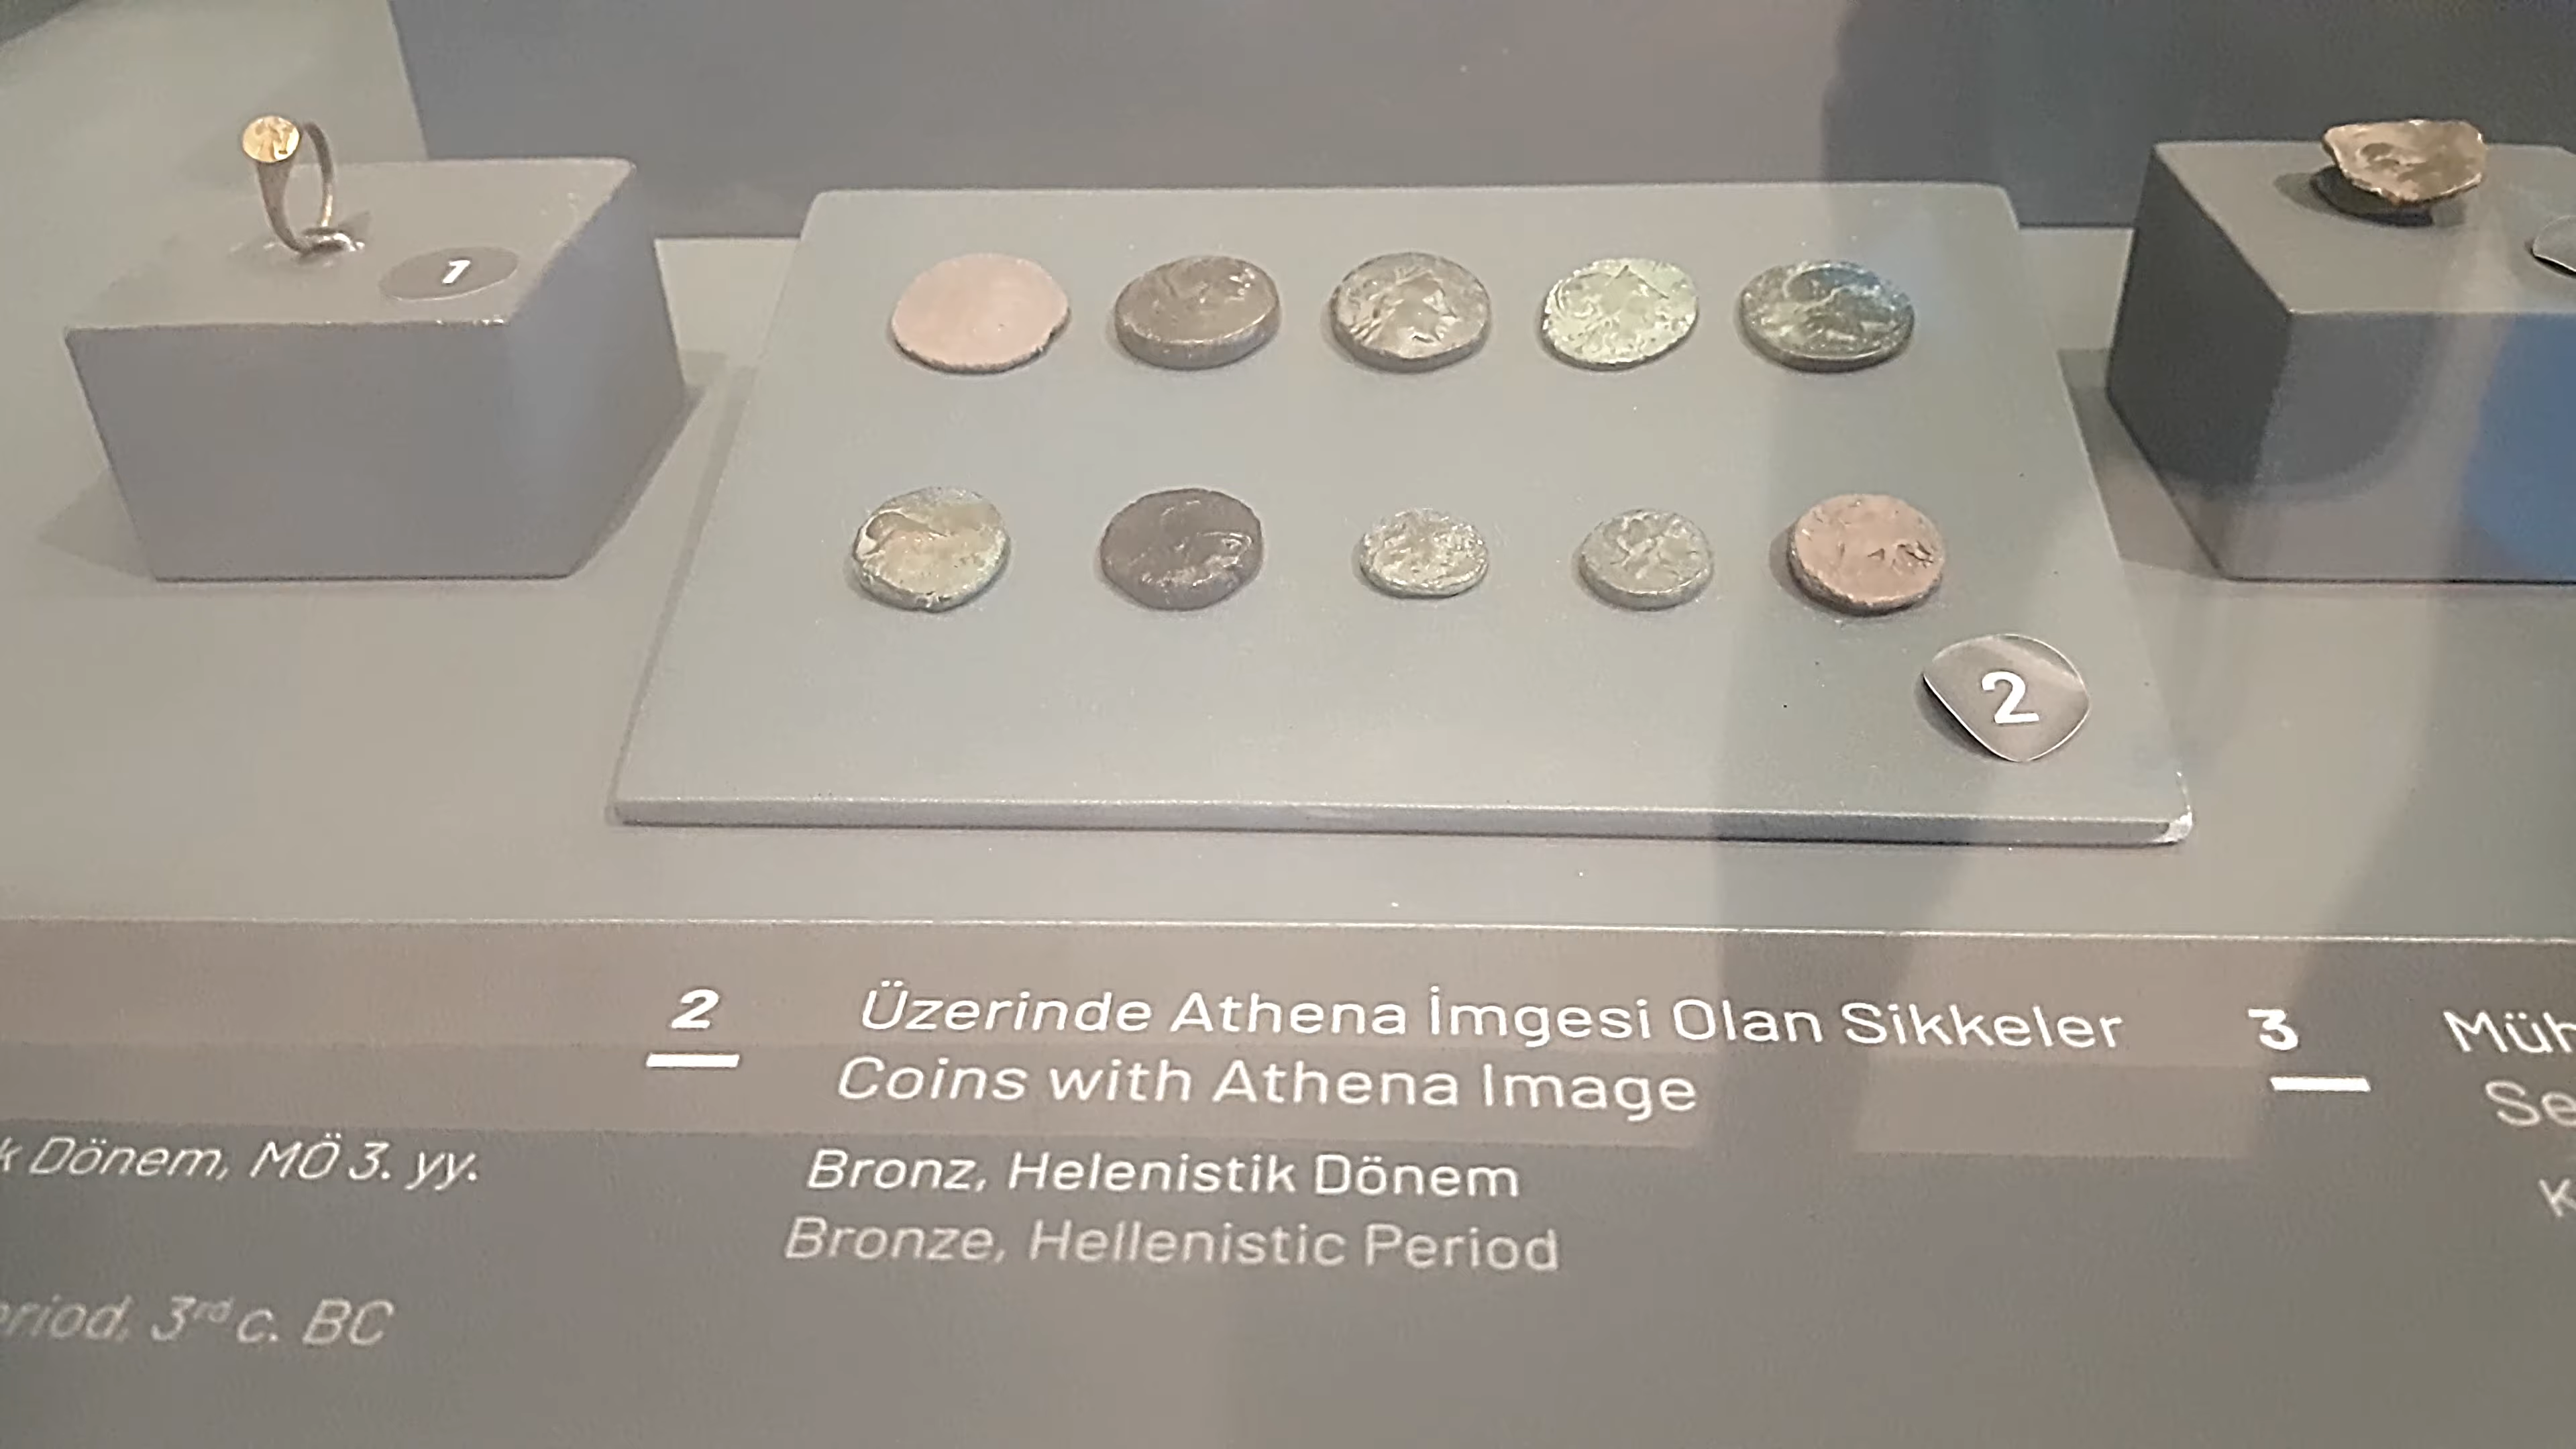 1
2
2
Üzerinde Athena İmgesi Olan Sikkeler
Coins with Athena Image
Bronz, Helenistik Dönem
Bronze, Hellenistic Period
Dönem, MÖ 3. yy.
3rd c. BC
3